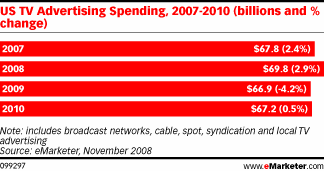 US TV Advertising Spending, 2007-2010 (billions and %
change)
2007 $67.8 (2.4%)
2008 $69.8 (2.9%)
2009 $66.9 (-4.2%)
2010 $67.2 (0.5%)
Note: includes broadcast networks, cable, spot, syndication and local TV
advertising
Source: eMarketer, November 2008
099297 www.eMarketer.com